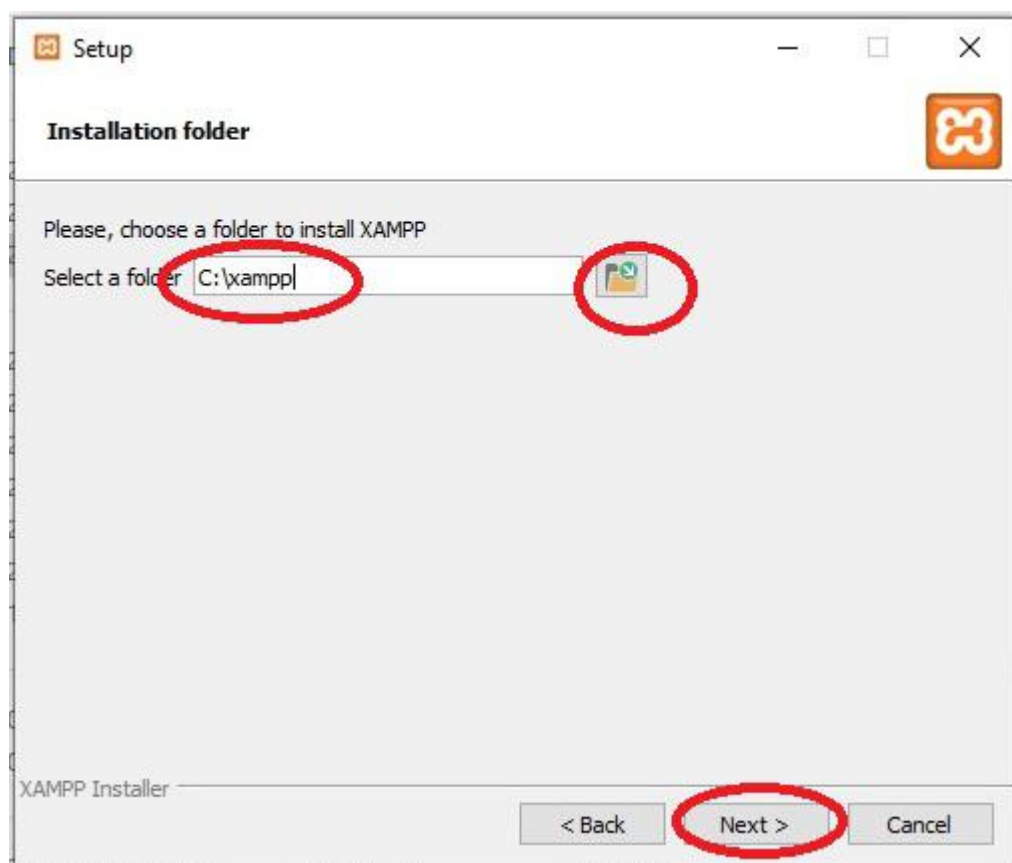 Setup
Installation folder
Please, choose a folder to install XAMPP
Select a folder C:\xampp
XAMPP Installer
< Back Next > Cancel